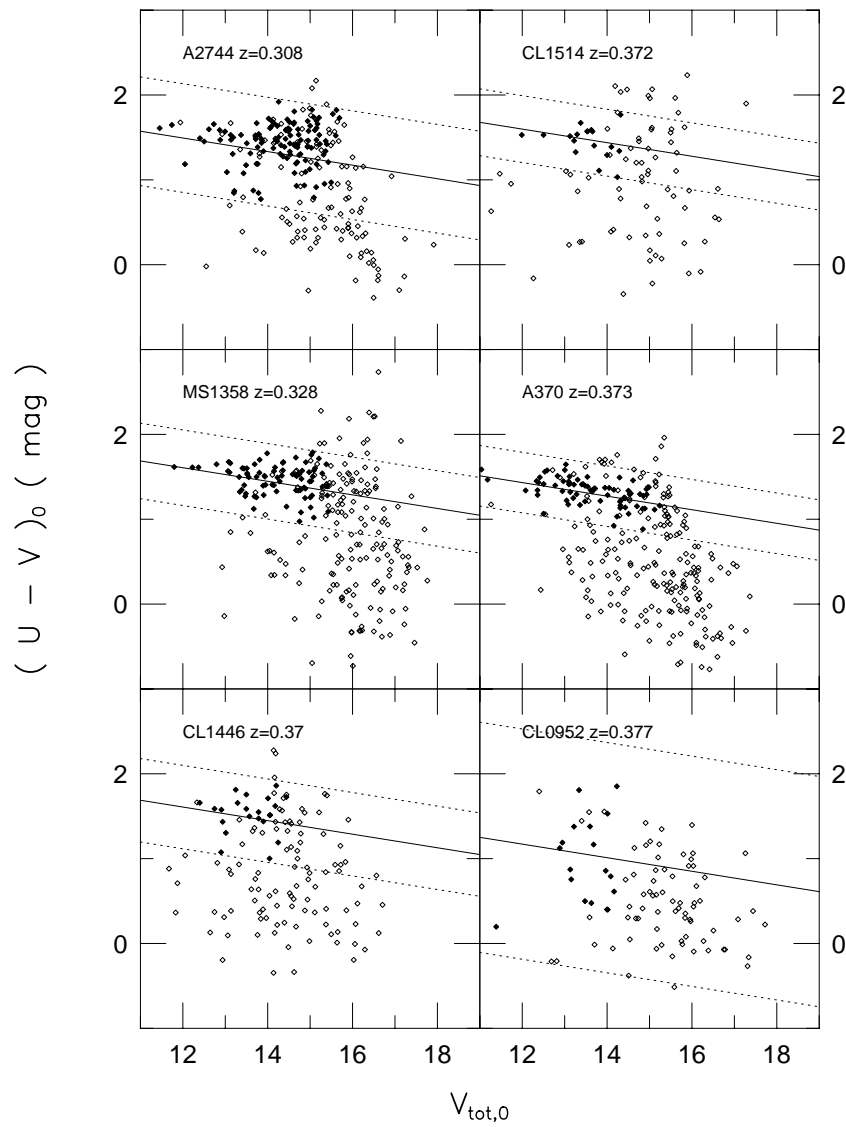 A2744 z=0.308
CL1514 z=0.372
2
2
0
0
MS1358 z=0.328
A370 z=0.373
2
2
0
0
CL1446 z=0.37
CL0952 z=0.377
2
2
0
0
12 14 16 18 12 14 16 18
( U − V )0 ( mag )
Vtot,0